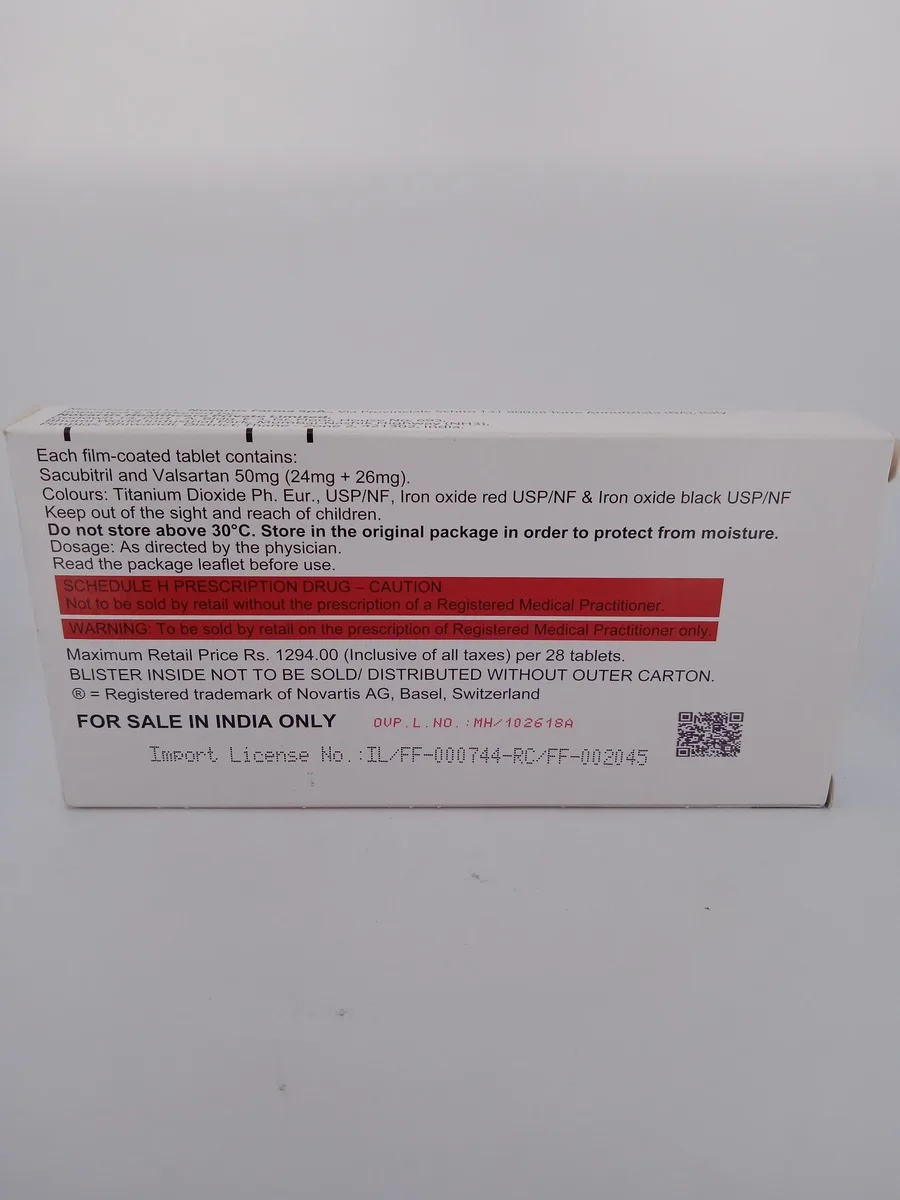 Novartis Healthcare Private Limited,
Each film-coated tablet contains:
Sacubitril and Valsartan 50mg (24mg + 26mg).
Colours: Titanium Dioxide Ph. Eur., USP/NF, Iron oxide red USP/NF & Iron oxide black USP/NF
Keep out of the sight and reach of children.
Do not store above 30°C. Store in the original package in order to protect from moisture.
Dosage: As directed by the physician.
Read the package leaflet before use.
SCHEDULE H PRESCRIPTION DRUG – CAUTION
Not to be sold by retail without the prescription of a Registered Medical Practitioner.
WARNING: To be sold by retail on the prescription of Registered Medical Practitioner only.
Maximum Retail Price Rs. 1294.00 (Inclusive of all taxes) per 28 tablets.
BLISTER INSIDE NOT TO BE SOLD/ DISTRIBUTED WITHOUT OUTER CARTON.
® = Registered trademark of Novartis AG, Basel, Switzerland
FOR SALE IN INDIA ONLY OVP.L.NO.:MH/102618A
Import License No.:IL/FF-000744-RC/FF-002045